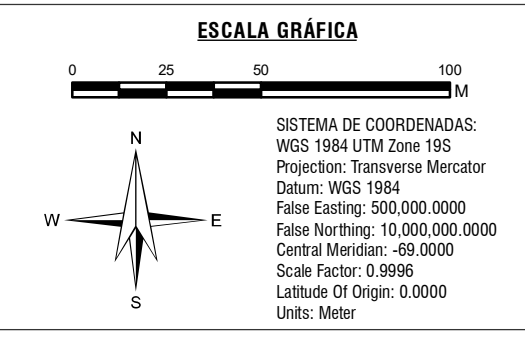 ESCALA GRÁFICA
0 25 50 100
M
N
W E
S
SISTEMA DE COORDENADAS:
WGS 1984 UTM Zone 19S
Projection: Transverse Mercator
Datum: WGS 1984
False Easting: 500,000.0000
False Northing: 10,000,000.0000
Central Meridian: -69.0000
Scale Factor: 0.9996
Latitude Of Origin: 0.0000
Units: Meter